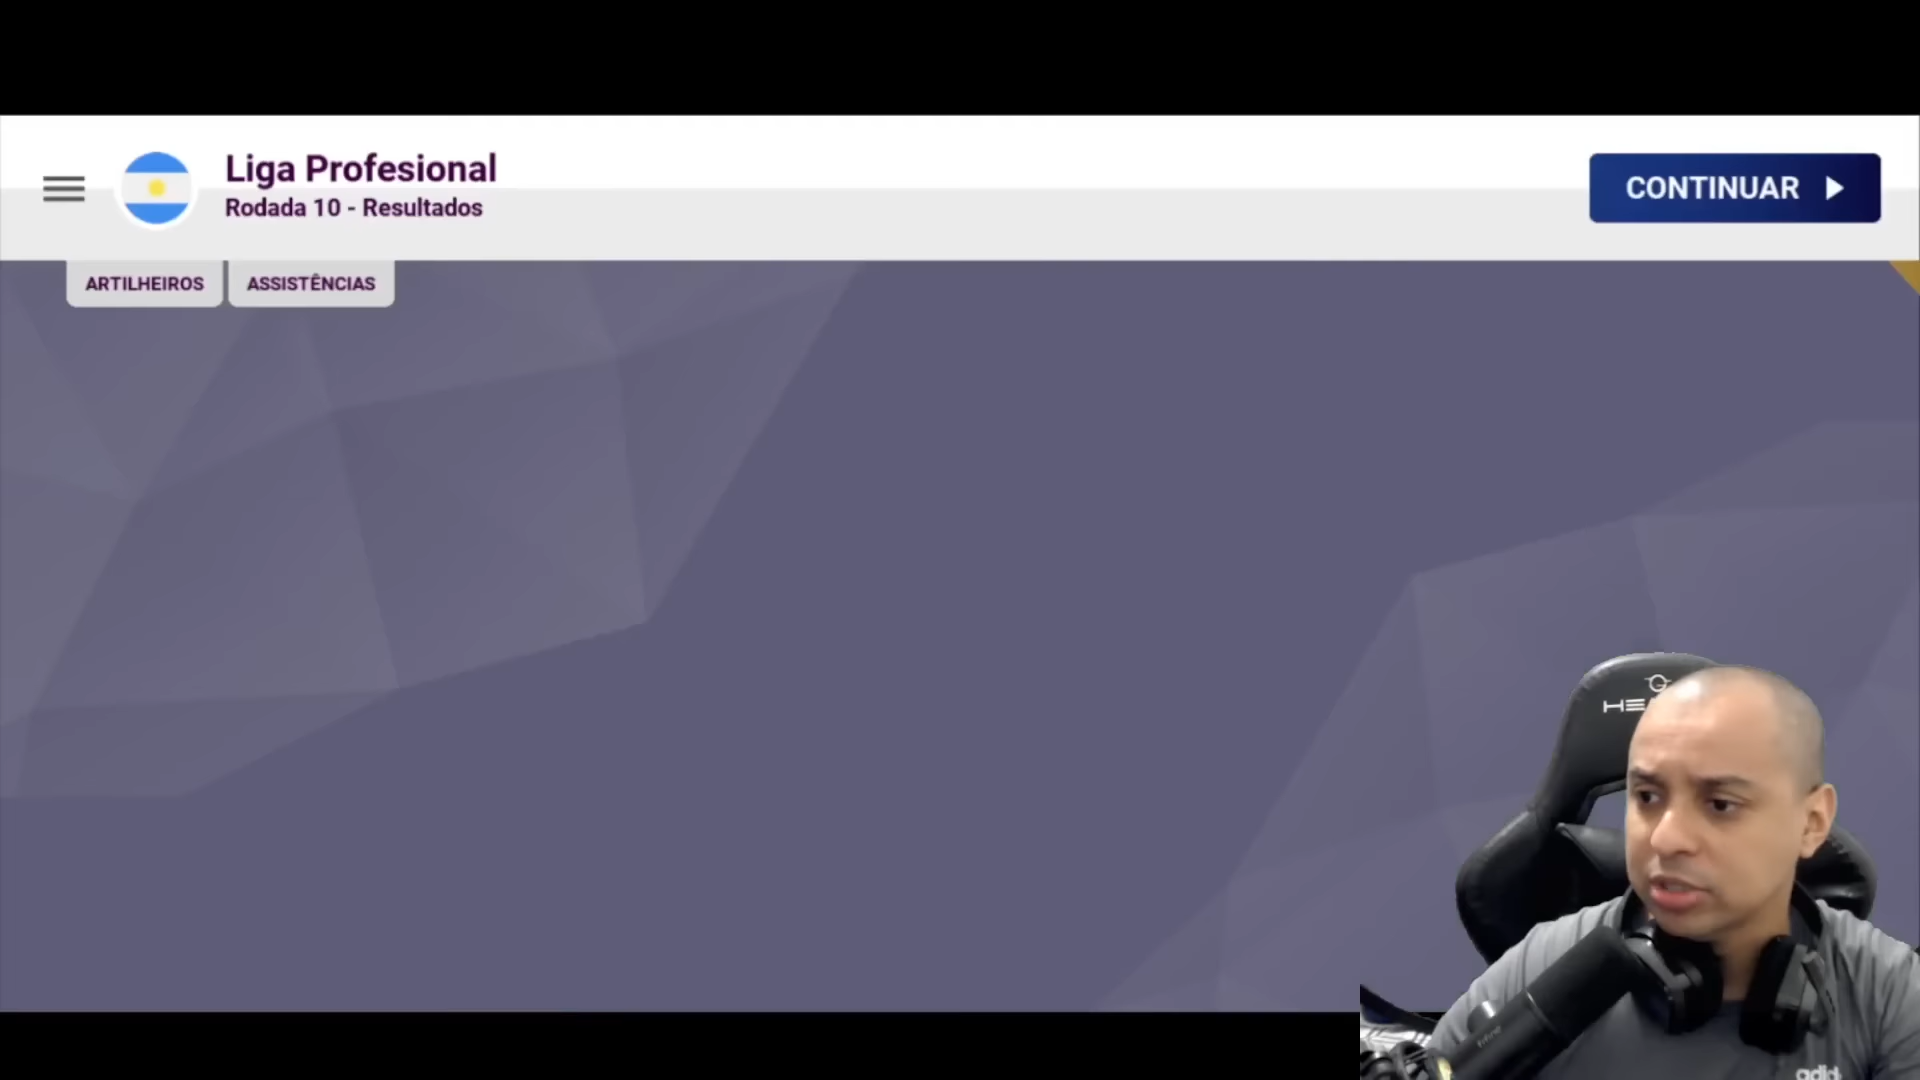 Liga Profesional
Rodada 10 - Resultados
CONTINUAR
ARTILHEIROS
ASSISTÊNCIAS